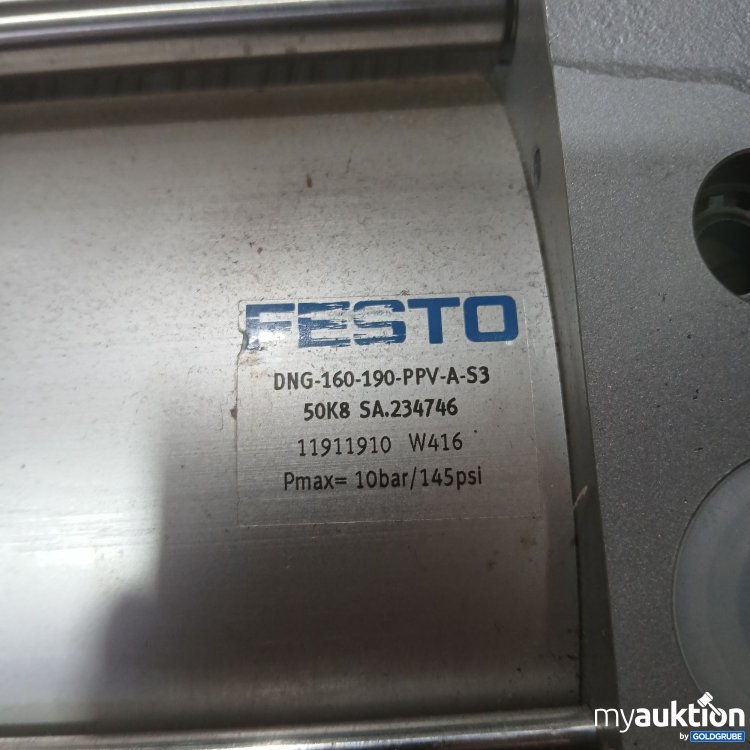 FESTO
DNG-160-190-PPV-A-S3
50K8 SA.234746
11911910 W416
Pmax= 10bar/145psi
myauktion
by GOLDGRUBE